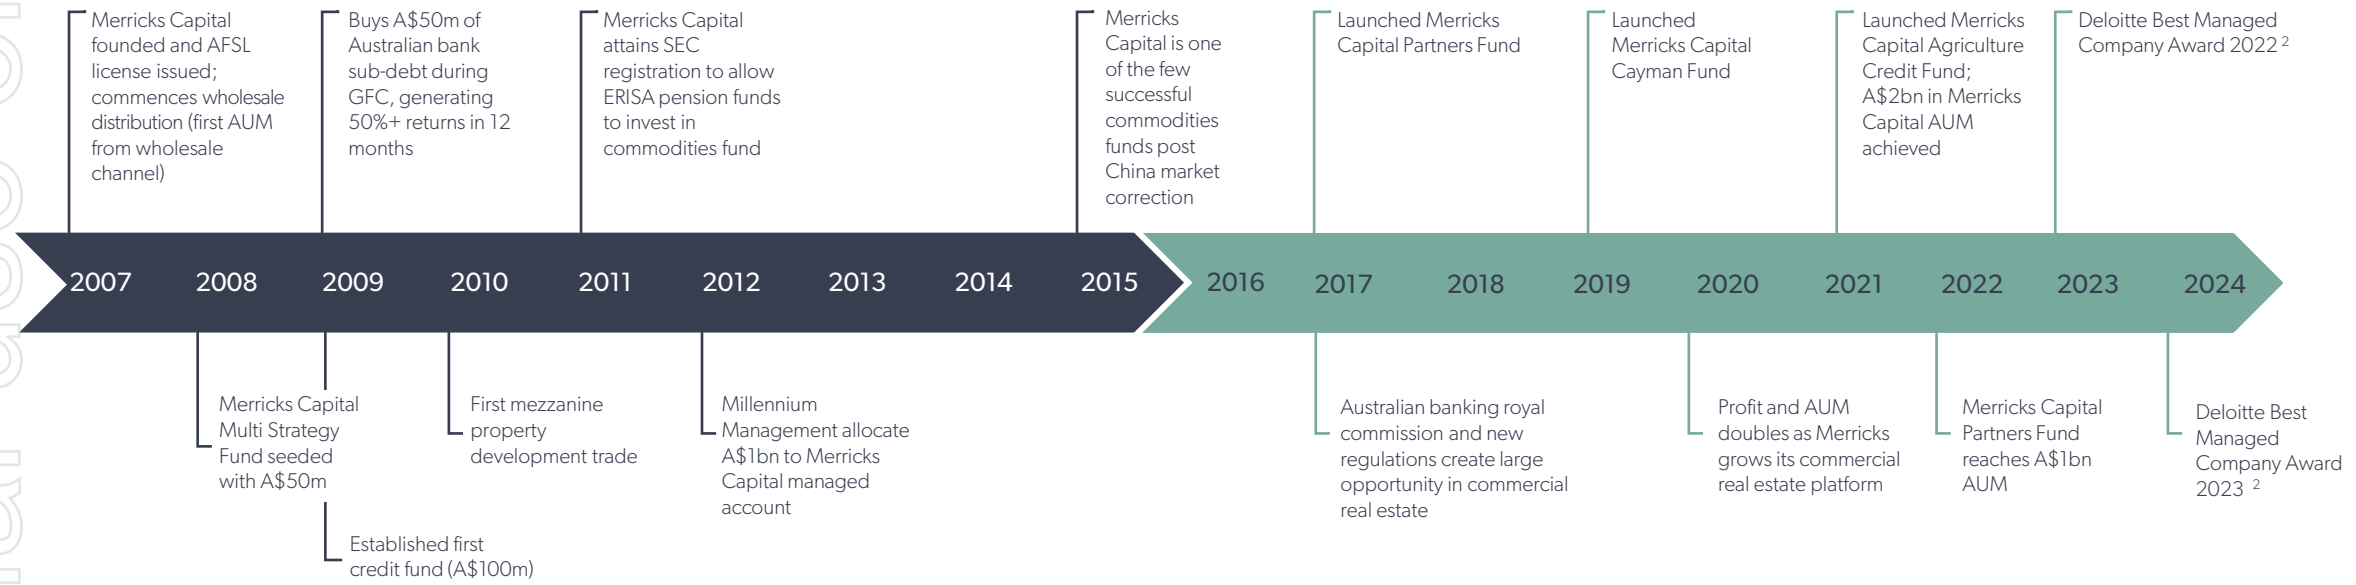 Merricks Capital
founded and AFSL
license issued;
commences wholesale
distribution (first AUM
from wholesale
channel)
Buys A$50m of
Australian bank
sub-debt during
GFC, generating
50%+ returns in 12
months
Merricks Capital
attains SEC
registration to allow
ERISA pension funds
to invest in
commodities fund
Merricks
Capital is one
of the few
successful
commodities
funds post
China market
correction
Launched Merricks
Capital Partners Fund
Launched
Merricks Capital
Cayman Fund
Launched Merricks
Capital Agriculture
Credit Fund;
A$2bn in Merricks
Capital AUM
achieved
Deloitte Best Managed
Company Award 2022 2
2007 2008 2009 2010 2011 2012 2013 2014 2015 2016 2017 2018 2019 2020 2021 2022 2023 2024
Merricks Capital
Multi Strategy
Fund seeded
with A$50m
Established first
credit fund (A$100m)
First mezzanine
property
development trade
Millennium
Management allocate
A$1bn to Merricks
Capital managed
account
Australian banking royal
commission and new
regulations create large
opportunity in commercial
real estate
Profit and AUM
doubles as Merricks
grows its commercial
real estate platform
Merricks Capital
Partners Fund
reaches A$1bn
AUM
Deloitte Best
Managed
Company Award
2023 2